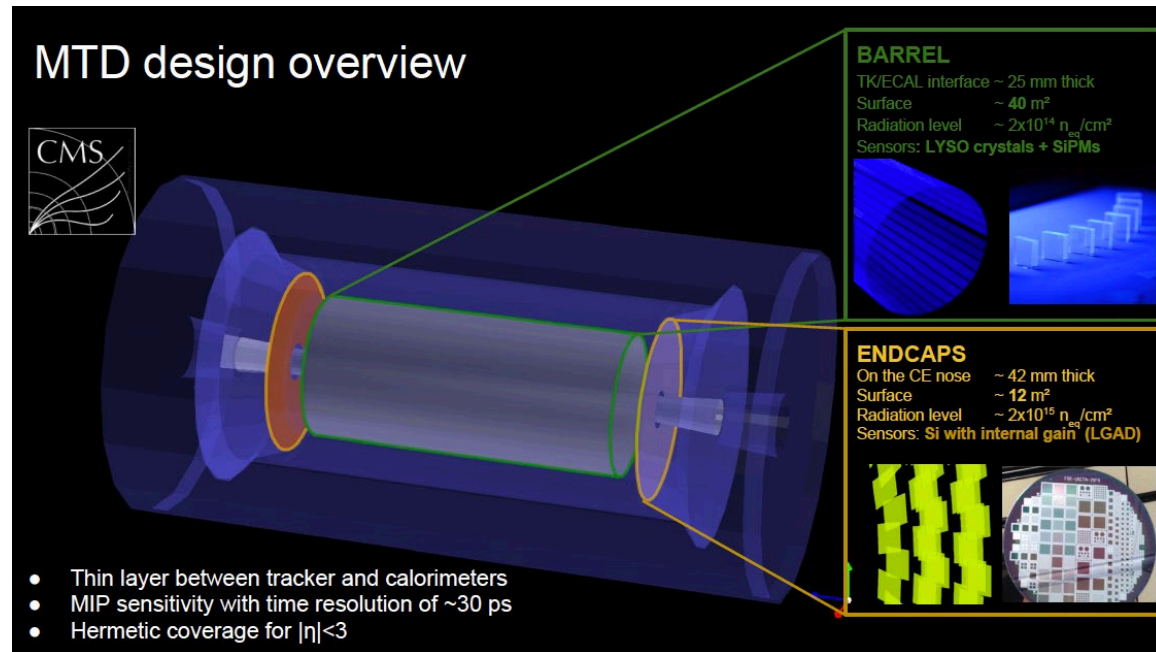 MTD design overview
CMS
BARREL
TK/ECAL interface ~ 25 mm thick
Surface ~ 40 m²
Radiation level ~ 2x10¹⁴ n_eq/cm²
Sensors: LYSO crystals + SiPMs
ENDCAPS
On the CE nose ~ 42 mm thick
Surface ~ 12 m²
Radiation level ~ 2x10¹⁵ n_eq/cm²
Sensors: Si with internal gain (LGAD)
● Thin layer between tracker and calorimeters
● MIP sensitivity with time resolution of ~30 ps
● Hermetic coverage for |η|<3